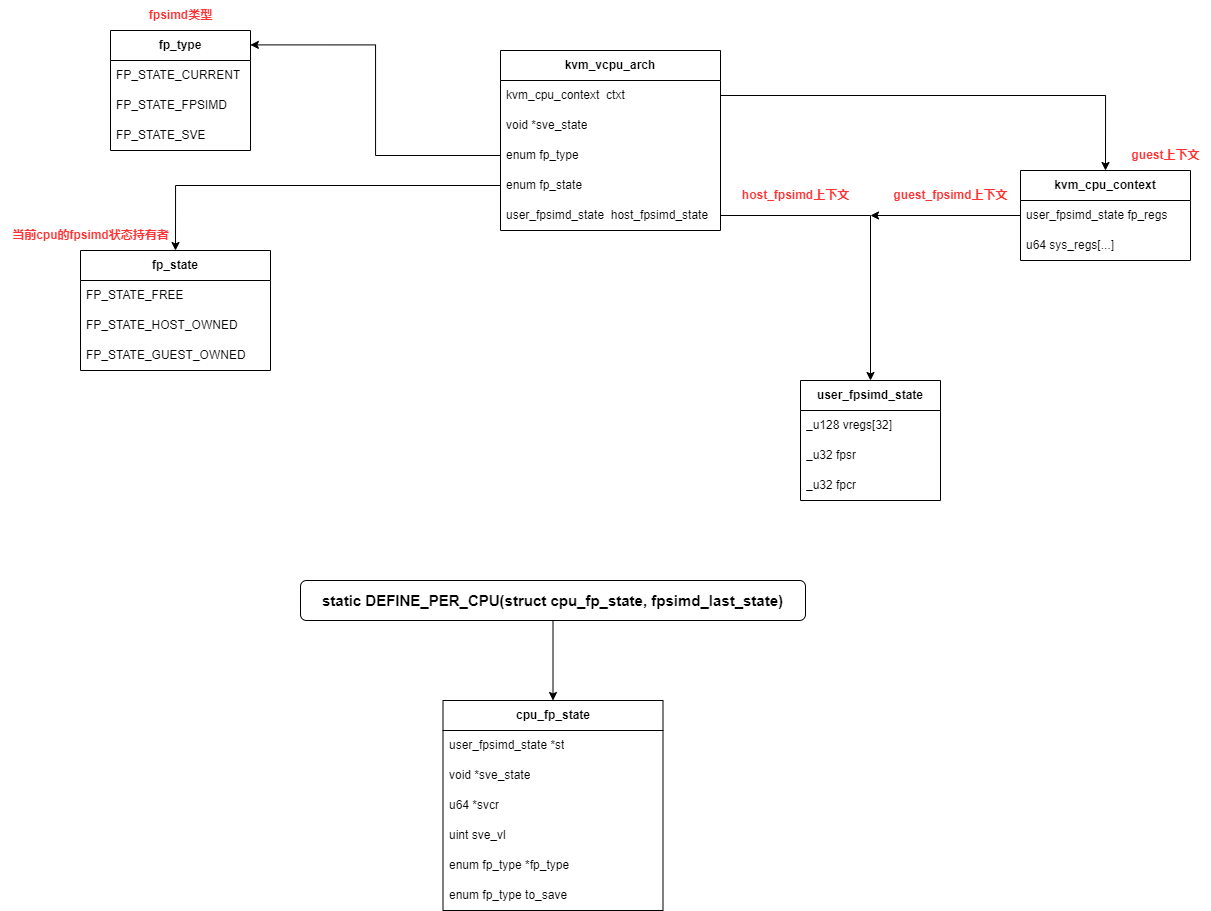 fpsimd类型
fp_type
FP_STATE_CURRENT
FP_STATE_FPSIMD
FP_STATE_SVE
kvm_vcpu_arch
kvm_cpu_context  ctxt
void *sve_state
enum fp_type
enum fp_state
user_fpsimd_state  host_fpsimd_state
guest上下文
kvm_cpu_context
user_fpsimd_state fp_regs
u64 sys_regs[...]
host_fpsimd上下文
guest_fpsimd上下文
当前cpu的fpsimd状态持有者
fp_state
FP_STATE_FREE
FP_STATE_HOST_OWNED
FP_STATE_GUEST_OWNED
user_fpsimd_state
_u128 vregs[32]
_u32 fpsr
_u32 fpcr
static DEFINE_PER_CPU(struct cpu_fp_state, fpsimd_last_state)
cpu_fp_state
user_fpsimd_state *st
void *sve_state
u64 *svcr
uint sve_vl
enum fp_type *fp_type
enum fp_type to_save